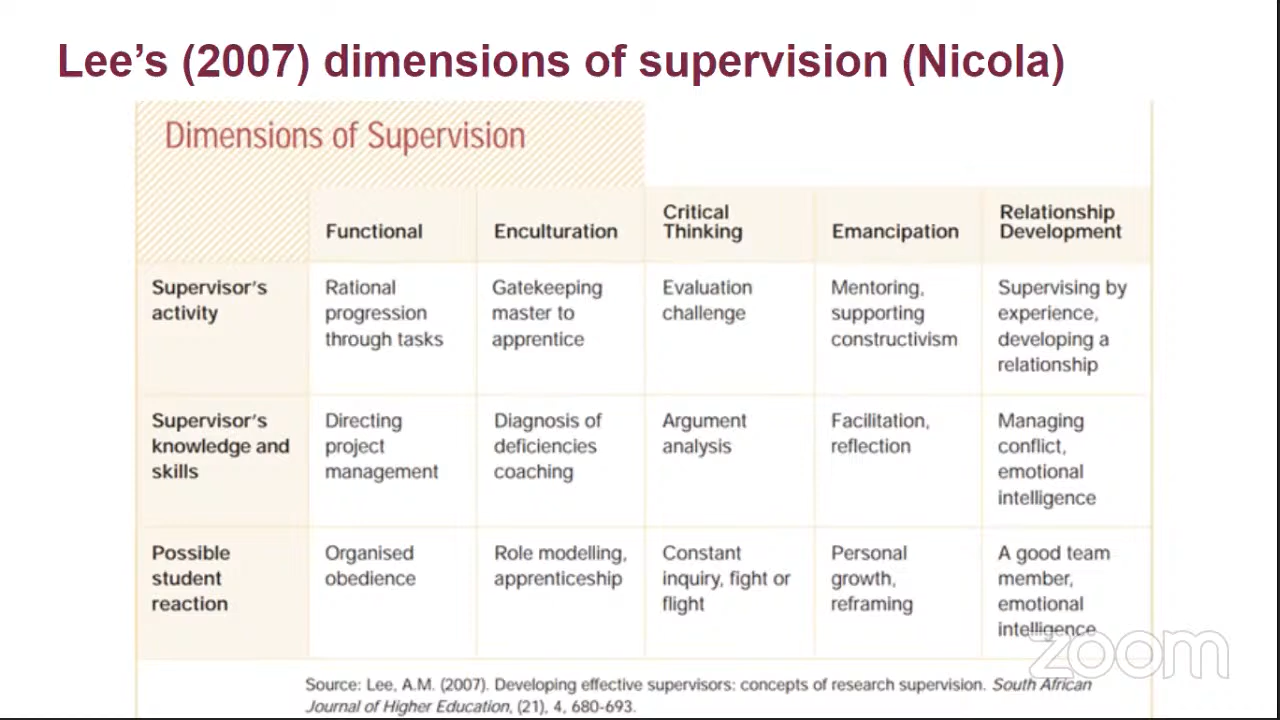 Lee's (2007) dimensions of supervision (Nicola)
Dimensions of Supervision
Functional
Enculturation
Critical
Thinking
Emancipation
Relationship
Development
Supervisor's
activity
Rational
progression
through tasks
Gatekeeping
master to
apprentice
Evaluation
challenge
Mentoring,
supporting
constructivism
Supervising by
experience,
developing a
relationship
Supervisor's
knowledge and
skills
Directing
project
management
Diagnosis of
deficiencies
coaching
Argument
analysis
Facilitation,
reflection
Managing
conflict,
emotional
intelligence
Possible
student
reaction
Organised
obedience
Role modelling,
apprenticeship
Constant
inquiry, fight or
flight
Personal
growth,
reframing
A good team
member,
emotional
intelligence
zoom
Source: Lee, A.M. (2007). Developing effective supervisors: concepts of research supervision. South African
Journal of Higher Education, (21), 4, 680-693.